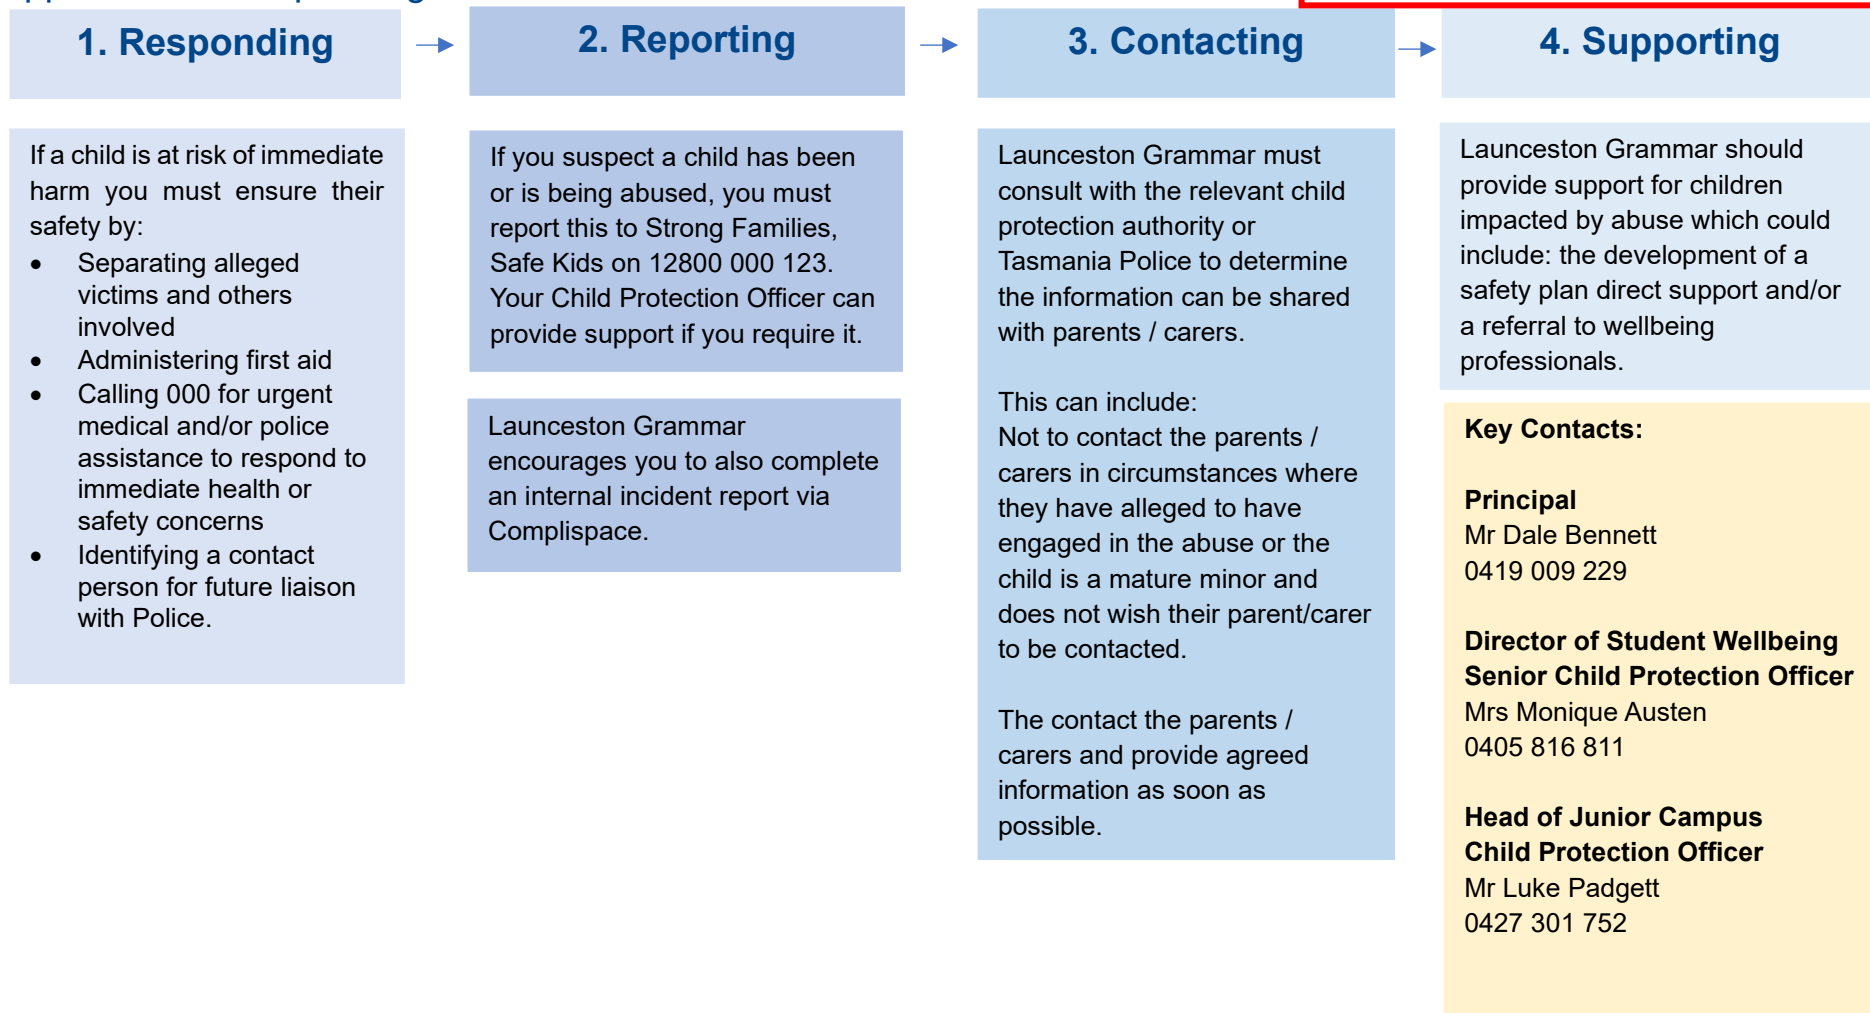 1. Responding
If a child is at risk of immediate
harm you must ensure their
safety by:
• Separating alleged
victims and others
involved
• Administering first aid
• Calling 000 for urgent
medical and/or police
assistance to respond to
immediate health or
safety concerns
• Identifying a contact
person for future liaison
with Police.
2. Reporting
If you suspect a child has been
or is being abused, you must
report this to Strong Families,
Safe Kids on 12800 000 123.
Your Child Protection Officer can
provide support if you require it.
Launceston Grammar
encourages you to also complete
an internal incident report via
Complispace.
3. Contacting
Launceston Grammar must
consult with the relevant child
protection authority or
Tasmania Police to determine
the information can be shared
with parents / carers.
This can include:
Not to contact the parents /
carers in circumstances where
they have alleged to have
engaged in the abuse or the
child is a mature minor and
does not wish their parent/carer
to be contacted.
The contact the parents /
carers and provide agreed
information as soon as
possible.
4. Supporting
Launceston Grammar should
provide support for children
impacted by abuse which could
include: the development of a
safety plan direct support and/or
a referral to wellbeing
professionals.
Key Contacts:
Principal
Mr Dale Bennett
0419 009 229
Director of Student Wellbeing
Senior Child Protection Officer
Mrs Monique Austen
0405 816 811
Head of Junior Campus
Child Protection Officer
Mr Luke Padgett
0427 301 752